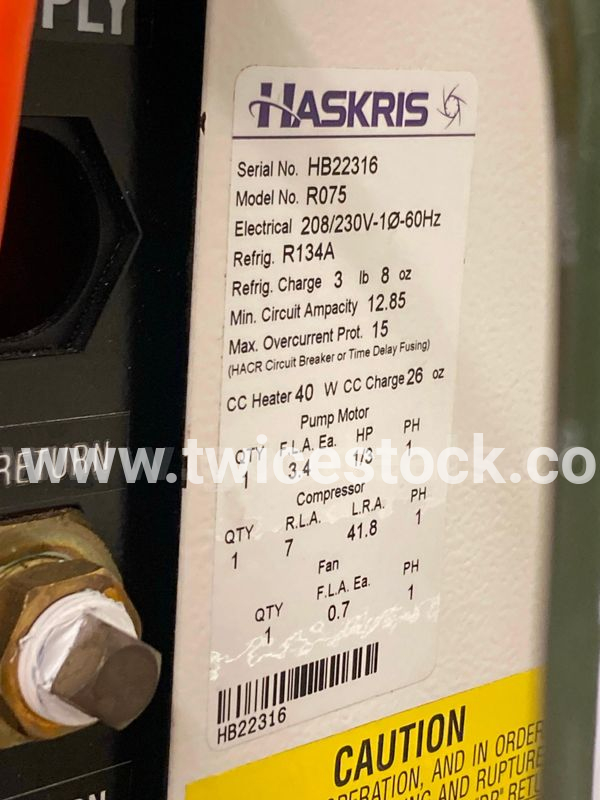 PLY
HASKRIS
Serial No. HB22316
Model No. R075
Electrical 208/230V-1Ø-60Hz
Refrig. R134A
Refrig. Charge 3 lb 8 oz
Min. Circuit Ampacity 12.85
Max. Overcurrent Prot. 15
(HACR Circuit Breaker or Time Delay Fusing)
CC Heater 40 W CC Charge 26 oz
Pump Motor
QTY F.L.A. Ea. HP PH
1 3.4 1/3 1
RETURN
www.twicestock.co
Compressor
QTY R.L.A. L.R.A. PH
1 7 41.8 1
Fan
QTY F.L.A. Ea. PH
1 0.7 1
HB22316
CAUTION
OPERATION, AND IN ORDER
AND RUPTURE
RETU